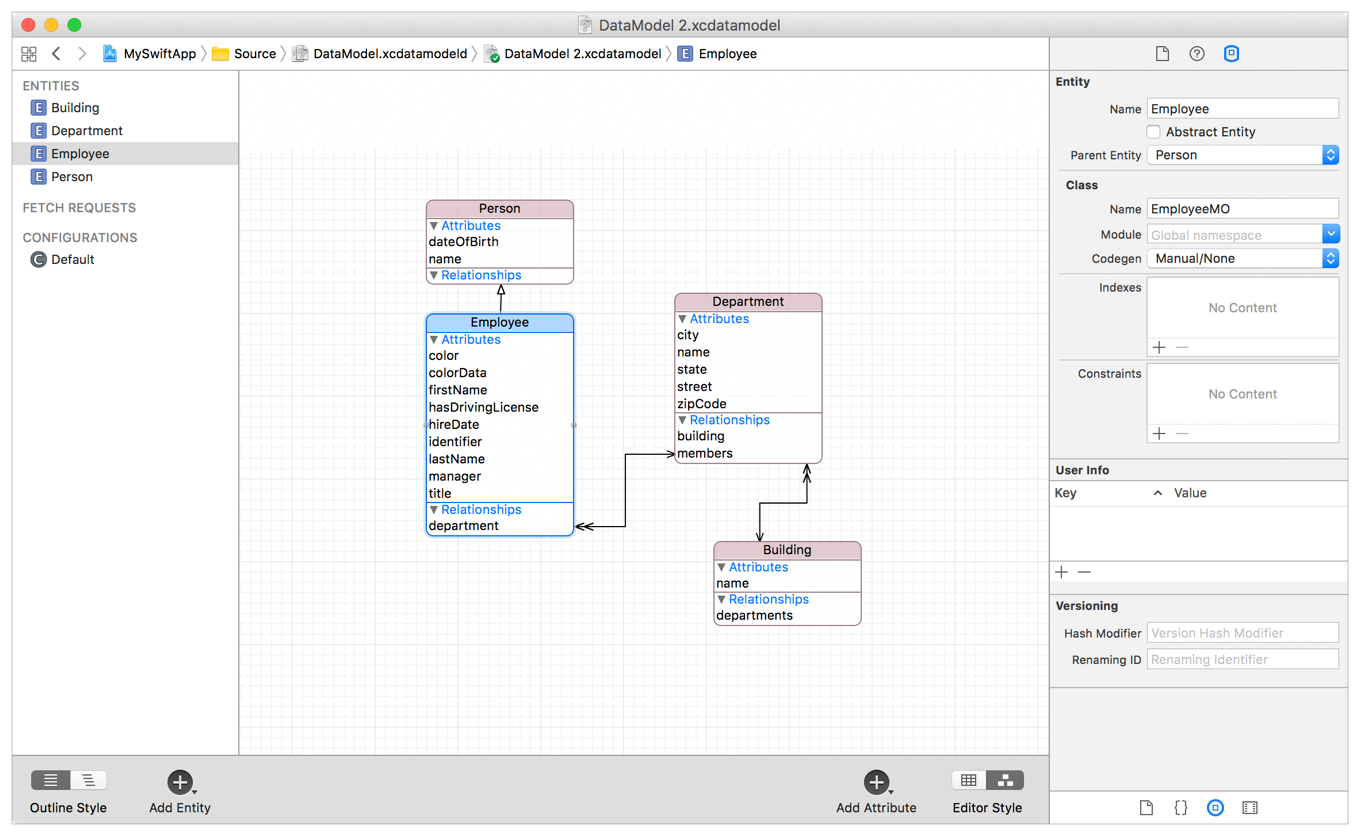 DataModel 2.xcdatamodel
MySwiftApp Source DataModel.xcdatamodeld DataModel 2.xcdatamodel E Employee
ENTITIES
E Building
E Department
E Employee
E Person
FETCH REQUESTS
CONFIGURATIONS
C Default
Person
Attributes
dateOfBirth
name
Relationships
Employee
Attributes
color
colorData
firstName
hasDrivingLicense
hireDate
identifier
lastName
manager
title
Relationships
department
Department
Attributes
city
name
state
street
zipCode
Relationships
building
members
Building
Attributes
name
Relationships
departments
Outline Style
Add Entity
Add Attribute
Editor Style
Entity
Name Employee
Abstract Entity
Parent Entity Person
Class
Name EmployeeMO
Module Global namespace
Codegen Manual/None
Indexes
No Content
Constraints
No Content
User Info
Key Value
Versioning
Hash Modifier Version Hash Modifier
Renaming ID Renaming Identifier